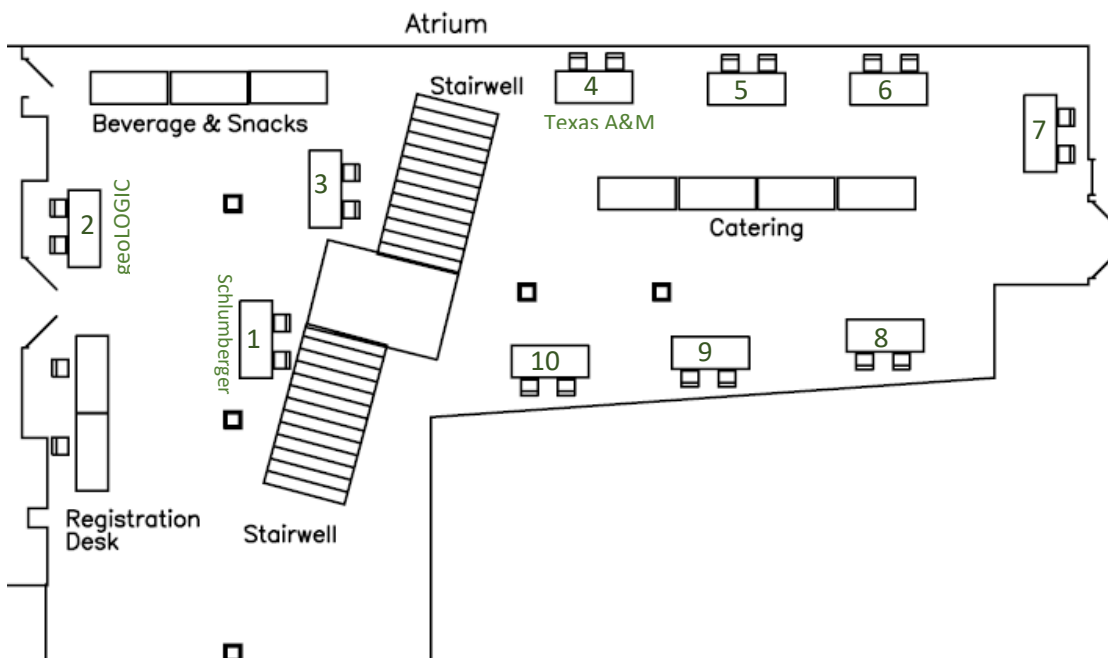 Atrium
Stairwell
4
5
6
Beverage & Snacks
Texas A&M
7
3
2
geoLOGIC
Catering
Schlumberger
1
10
9
8
Registration
Desk
Stairwell